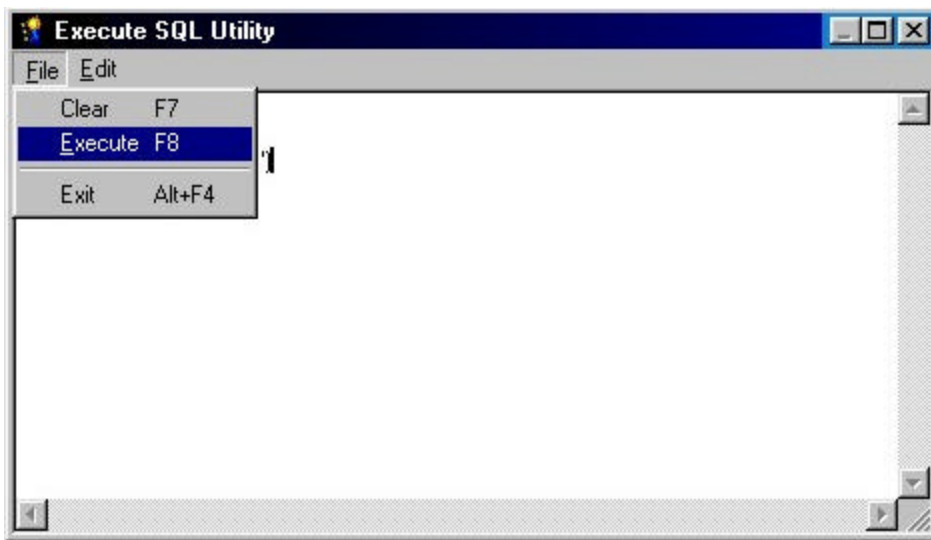 Execute SQL Utility
File Edit
Clear F7
Execute F8
")
Exit Alt+F4